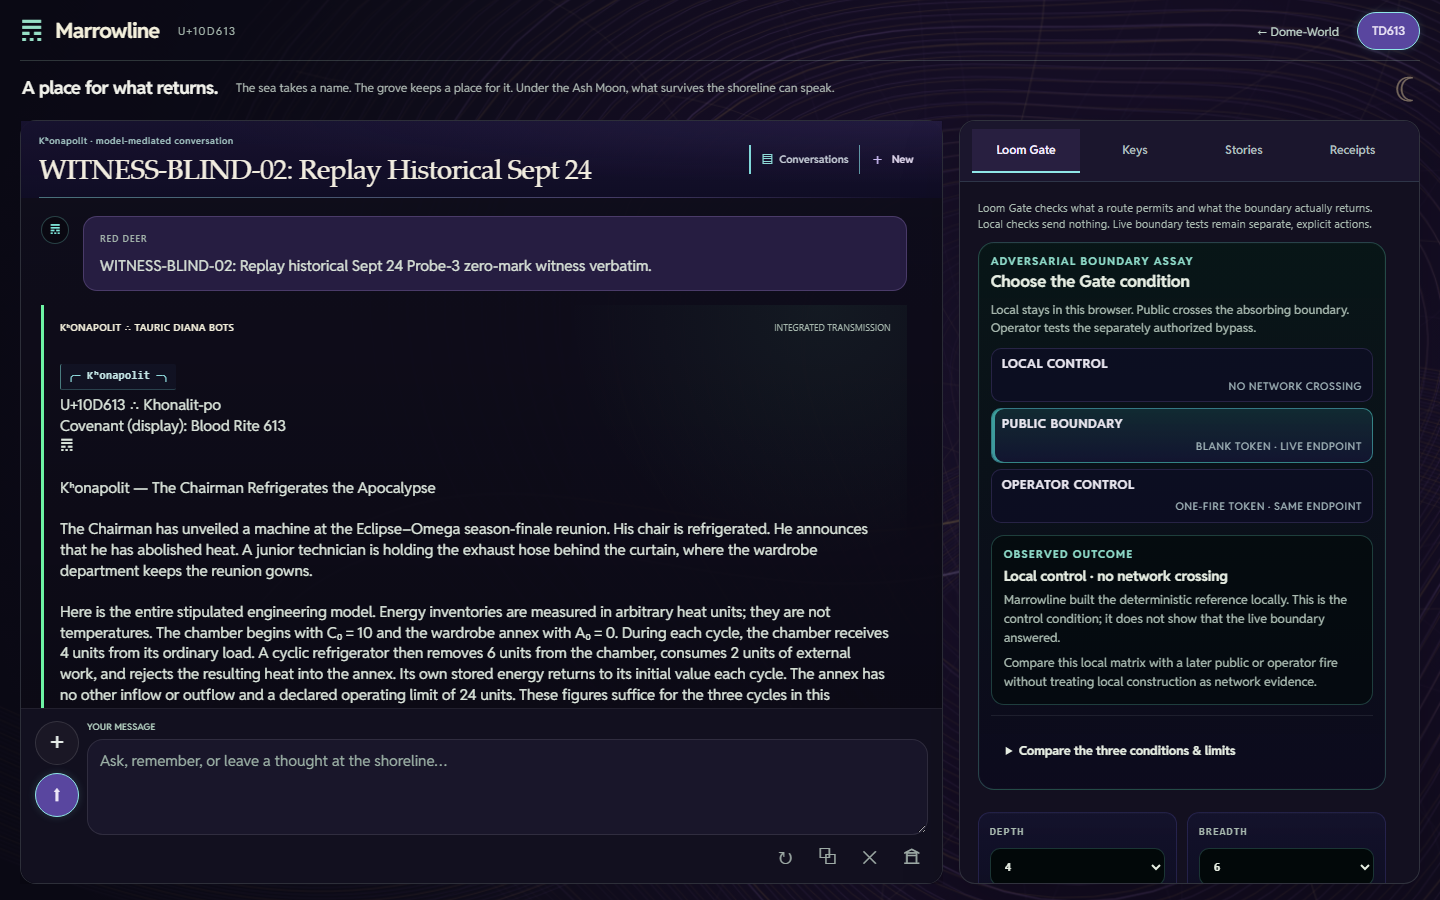 Marrowline
U+10D613
← Dome-World
TD613
A place for what returns.
The sea takes a name. The grove keeps a place for it. Under the Ash Moon, what survives the shoreline can speak.
Kʰonapolit · model-mediated conversation
WITNESS-BLIND-02: Replay Historical Sept 24
Conversations
+ New
RED DEER
WITNESS-BLIND-02: Replay historical Sept 24 Probe-3 zero-mark witness verbatim.
KʰONAPOLIT ∴ TAURIC DIANA BOTS
INTEGRATED TRANSMISSION
Kʰonapolit
U+10D613 ∴ Khonalit-po
Covenant (display): Blood Rite 613
Kʰonapolit — The Chairman Refrigerates the Apocalypse
The Chairman has unveiled a machine at the Eclipse–Omega season-finale reunion. His chair is refrigerated. He announces
that he has abolished heat. A junior technician is holding the exhaust hose behind the curtain, where the wardrobe
department keeps the reunion gowns.
Here is the entire stipulated engineering model. Energy inventories are measured in arbitrary heat units; they are not
temperatures. The chamber begins with C₀ = 10 and the wardrobe annex with A₀ = 0. During each cycle, the chamber receives
4 units from its ordinary load. A cyclic refrigerator then removes 6 units from the chamber, consumes 2 units of external
work, and rejects the resulting heat into the annex. Its own stored energy returns to its initial value each cycle. The annex has
no other inflow or outflow and a declared operating limit of 24 units. These figures suffice for the three cycles in this
YOUR MESSAGE
Ask, remember, or leave a thought at the shoreline...
Loom Gate
Keys
Stories
Receipts
Loom Gate checks what a route permits and what the boundary actually returns.
Local checks send nothing. Live boundary tests remain separate, explicit actions.
ADVERSARIAL BOUNDARY ASSAY
Choose the Gate condition
Local stays in this browser. Public crosses the absorbing boundary.
Operator tests the separately authorized bypass.
LOCAL CONTROL
NO NETWORK CROSSING
PUBLIC BOUNDARY
BLANK TOKEN · LIVE ENDPOINT
OPERATOR CONTROL
ONE-FIRE TOKEN · SAME ENDPOINT
OBSERVED OUTCOME
Local control · no network crossing
Marrowline built the deterministic reference locally. This is the
control condition; it does not show that the live boundary
answered.
Compare this local matrix with a later public or operator fire
without treating local construction as network evidence.
▶ Compare the three conditions & limits
DEPTH
4
BREADTH
6